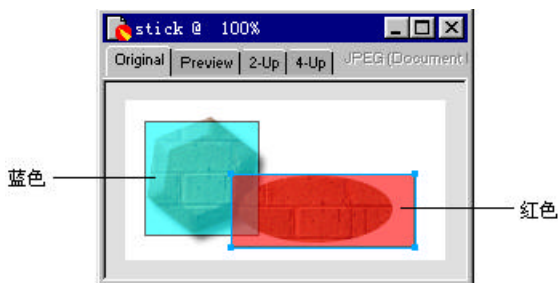 stick @ 100%
Original Preview 2-Up 4-Up JPEG (Document
蓝色
红色